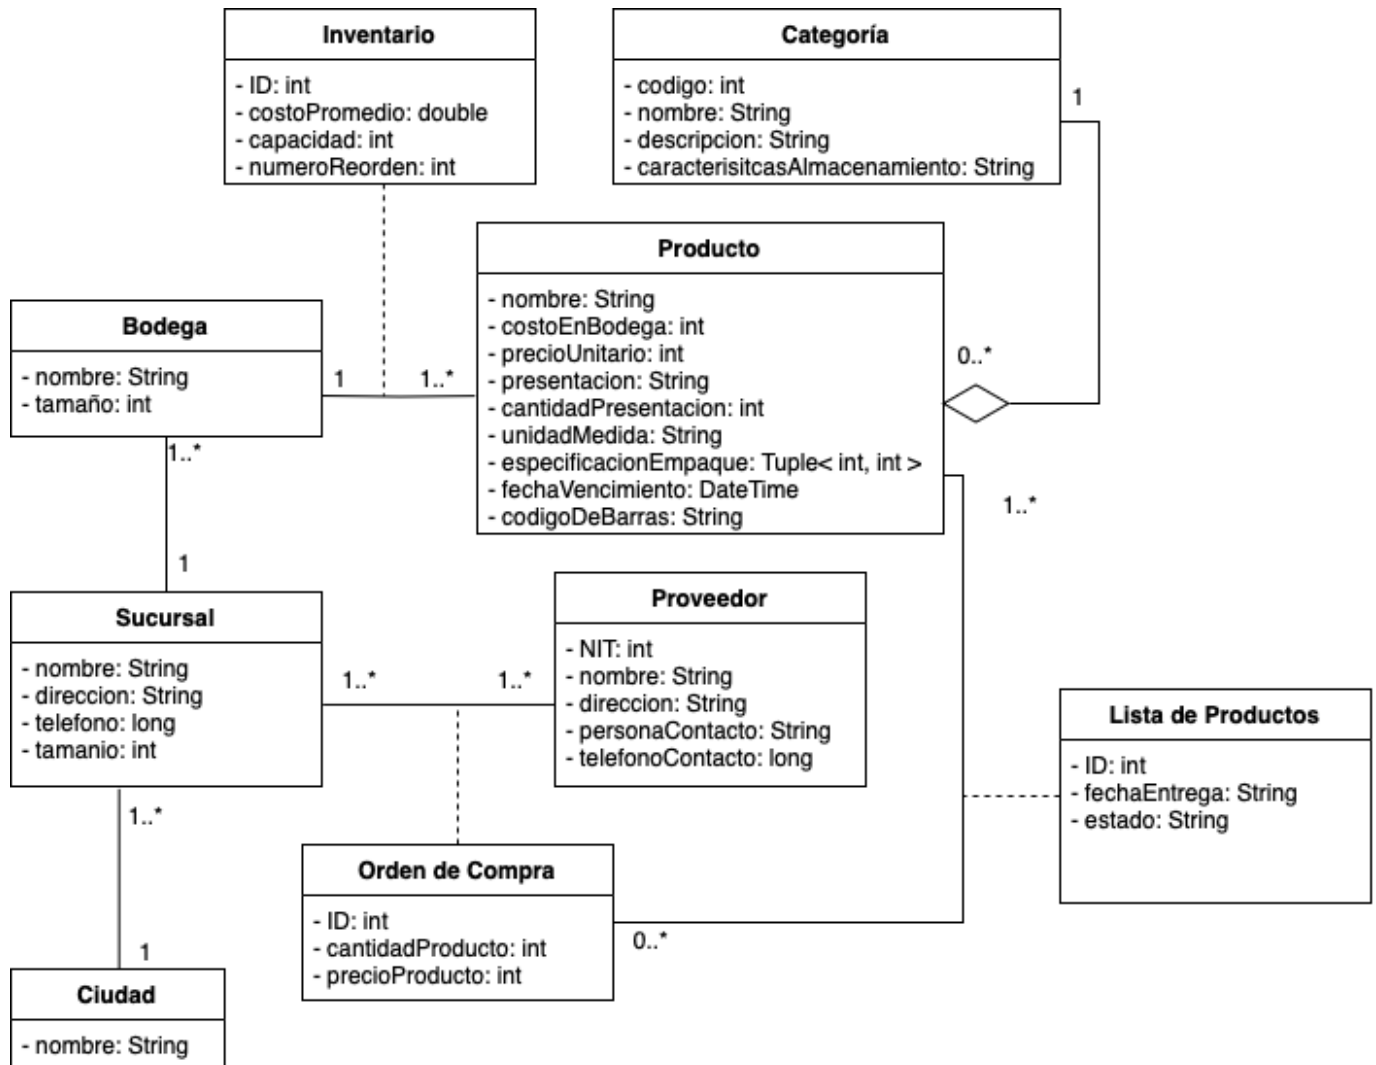 Inventario
- ID: int
- costoPromedio: double
- capacidad: int
- numeroReorden: int
Categoría
- codigo: int
- nombre: String
- descripcion: String
- caracterisitcasAlmacenamiento: String
1
Producto
- nombre: String
- costoEnBodega: int
- precioUnitario: int
- presentacion: String
- cantidadPresentacion: int
- unidadMedida: String
- especificacionEmpaque: Tuple< int, int >
- fechaVencimiento: DateTime
- codigoDeBarras: String
0..*
1..*
Bodega
- nombre: String
- tamaño: int
1
1..*
1..*
1
Sucursal
- nombre: String
- direccion: String
- telefono: long
- tamanio: int
1..*
1..*
Proveedor
- NIT: int
- nombre: String
- direccion: String
- personaContacto: String
- telefonoContacto: long
Lista de Productos
- ID: int
- fechaEntrega: String
- estado: String
1..*
1
Orden de Compra
- ID: int
- cantidadProducto: int
- precioProducto: int
0..*
Ciudad
- nombre: String